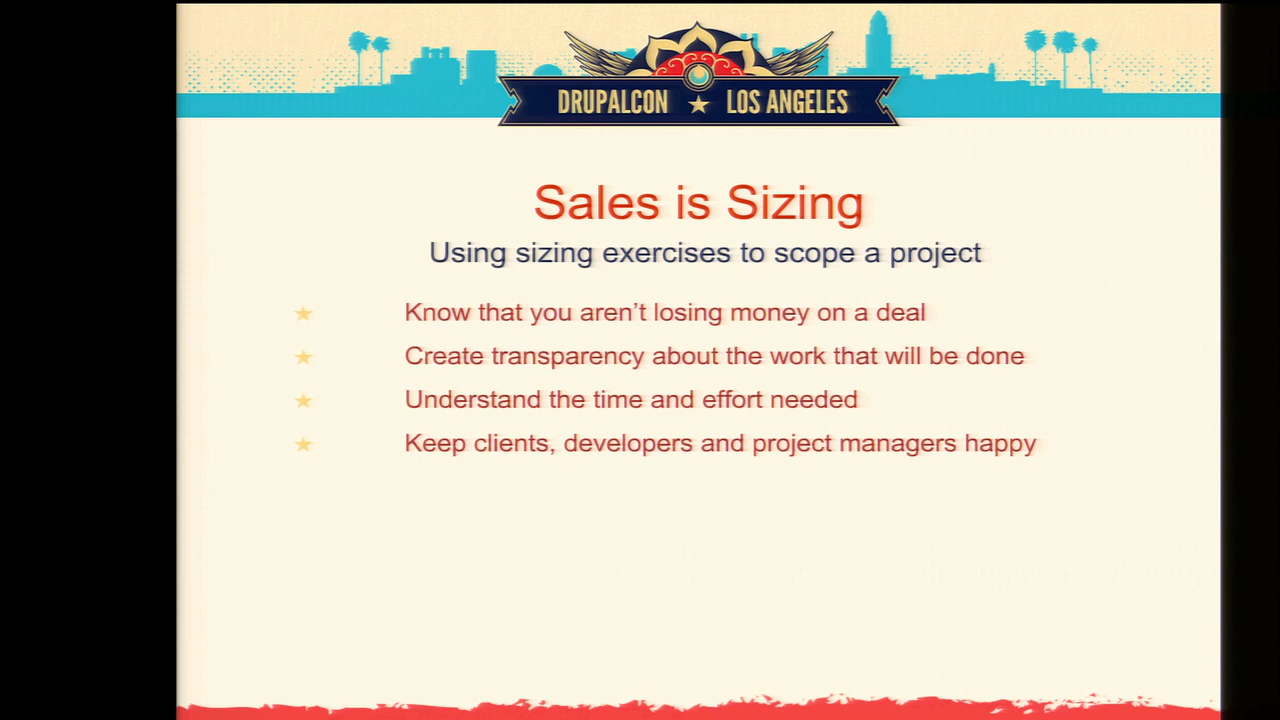 DRUPALCON ★ LOS ANGELES
Sales is Sizing
Using sizing exercises to scope a project
★ Know that you aren’t losing money on a deal
★ Create transparency about the work that will be done
★ Understand the time and effort needed
★ Keep clients, developers and project managers happy